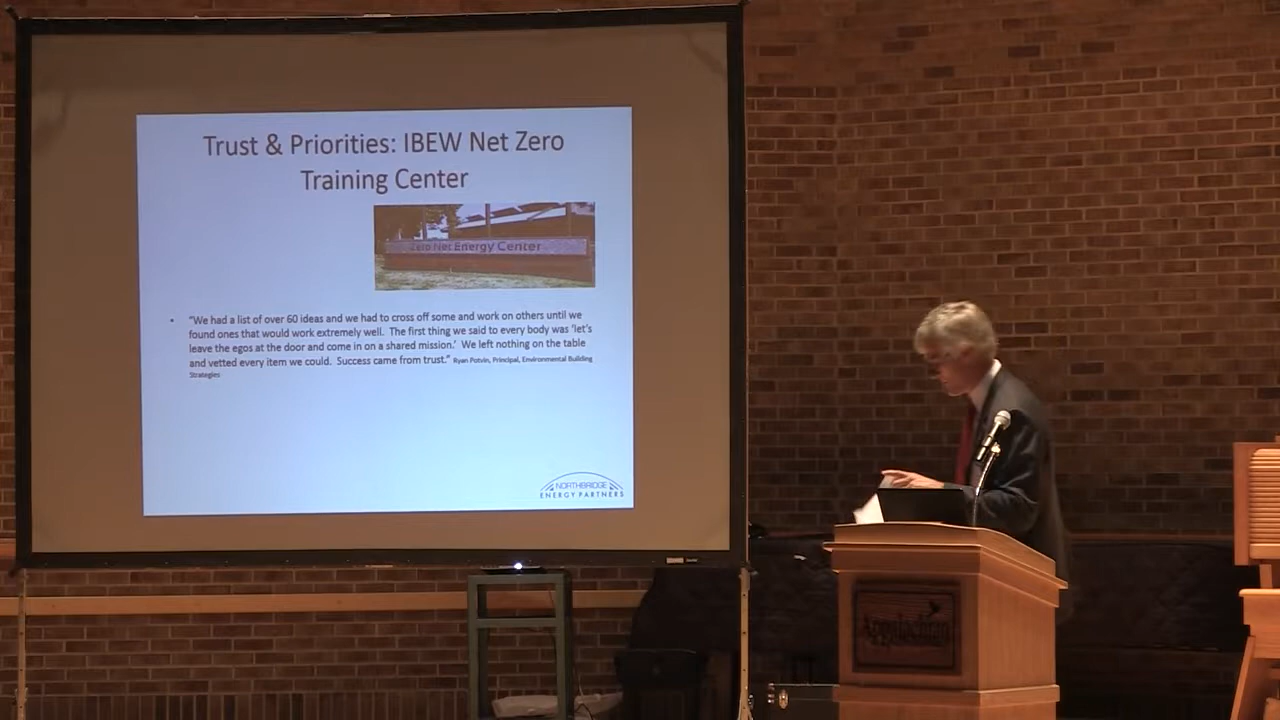 Trust & Priorities: IBEW Net Zero
Training Center
Zero Net Energy Center
• "We had a list of over 60 ideas and we had to cross off some and work on others until we
found ones that would work extremely well. The first thing we said to every body was 'let's
leave the egos at the door and come in on a shared mission.' We left nothing on the table
and vetted every item we could. Success came from trust." Ryan Potvin, Principal, Environmental Building
Strategies
NORTHBRIDGE
ENERGY PARTNERS
Appalachian